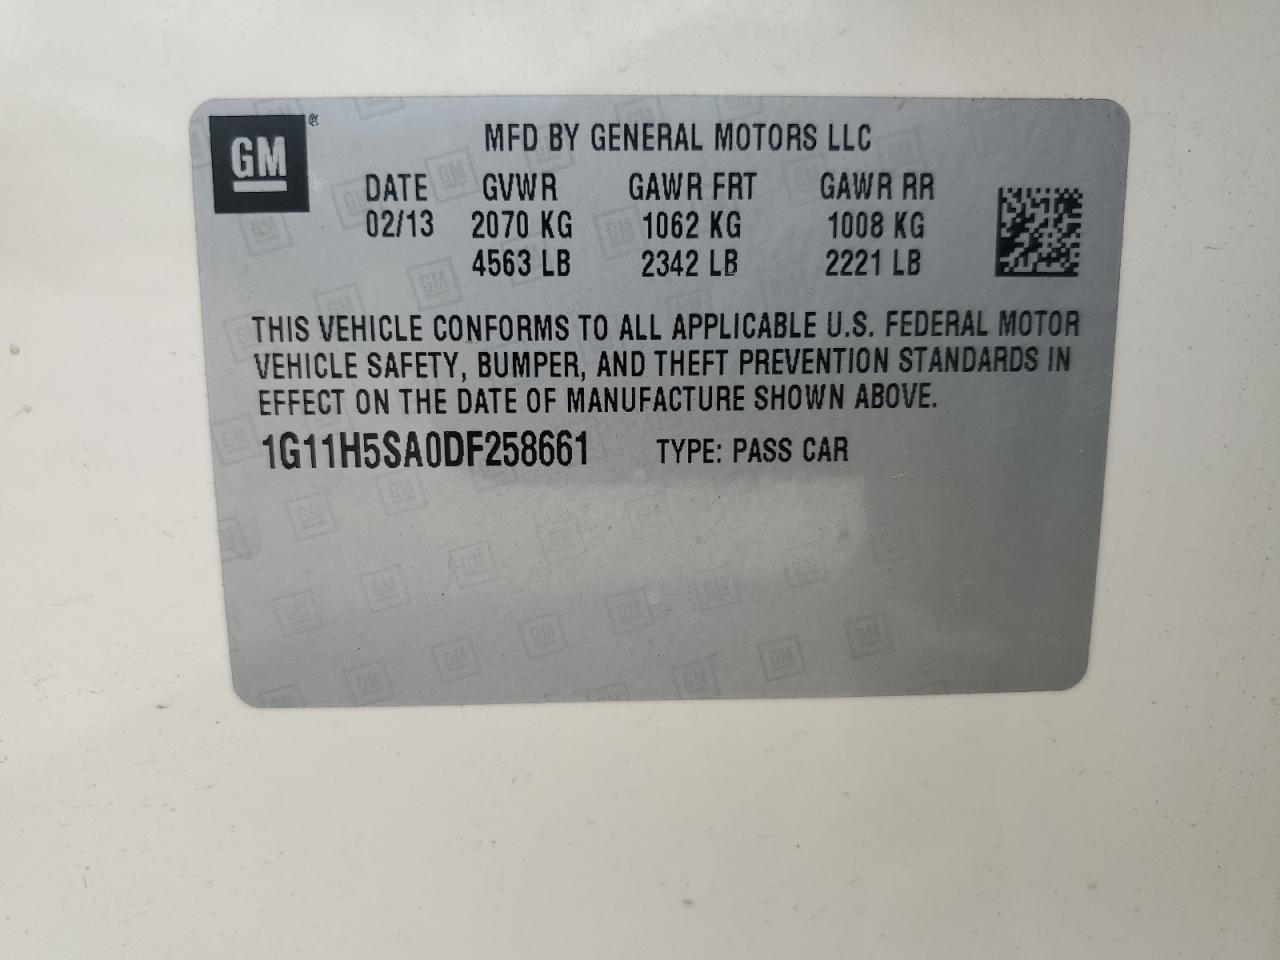 GM
MFD BY GENERAL MOTORS LLC
DATE GVWR GAWR FRT GAWR RR
02/13 2070 KG 1062 KG 1008 KG
4563 LB 2342 LB 2221 LB
THIS VEHICLE CONFORMS TO ALL APPLICABLE U.S. FEDERAL MOTOR
VEHICLE SAFETY, BUMPER, AND THEFT PREVENTION STANDARDS IN
EFFECT ON THE DATE OF MANUFACTURE SHOWN ABOVE.
1G11H5SA0DF258661 TYPE: PASS CAR